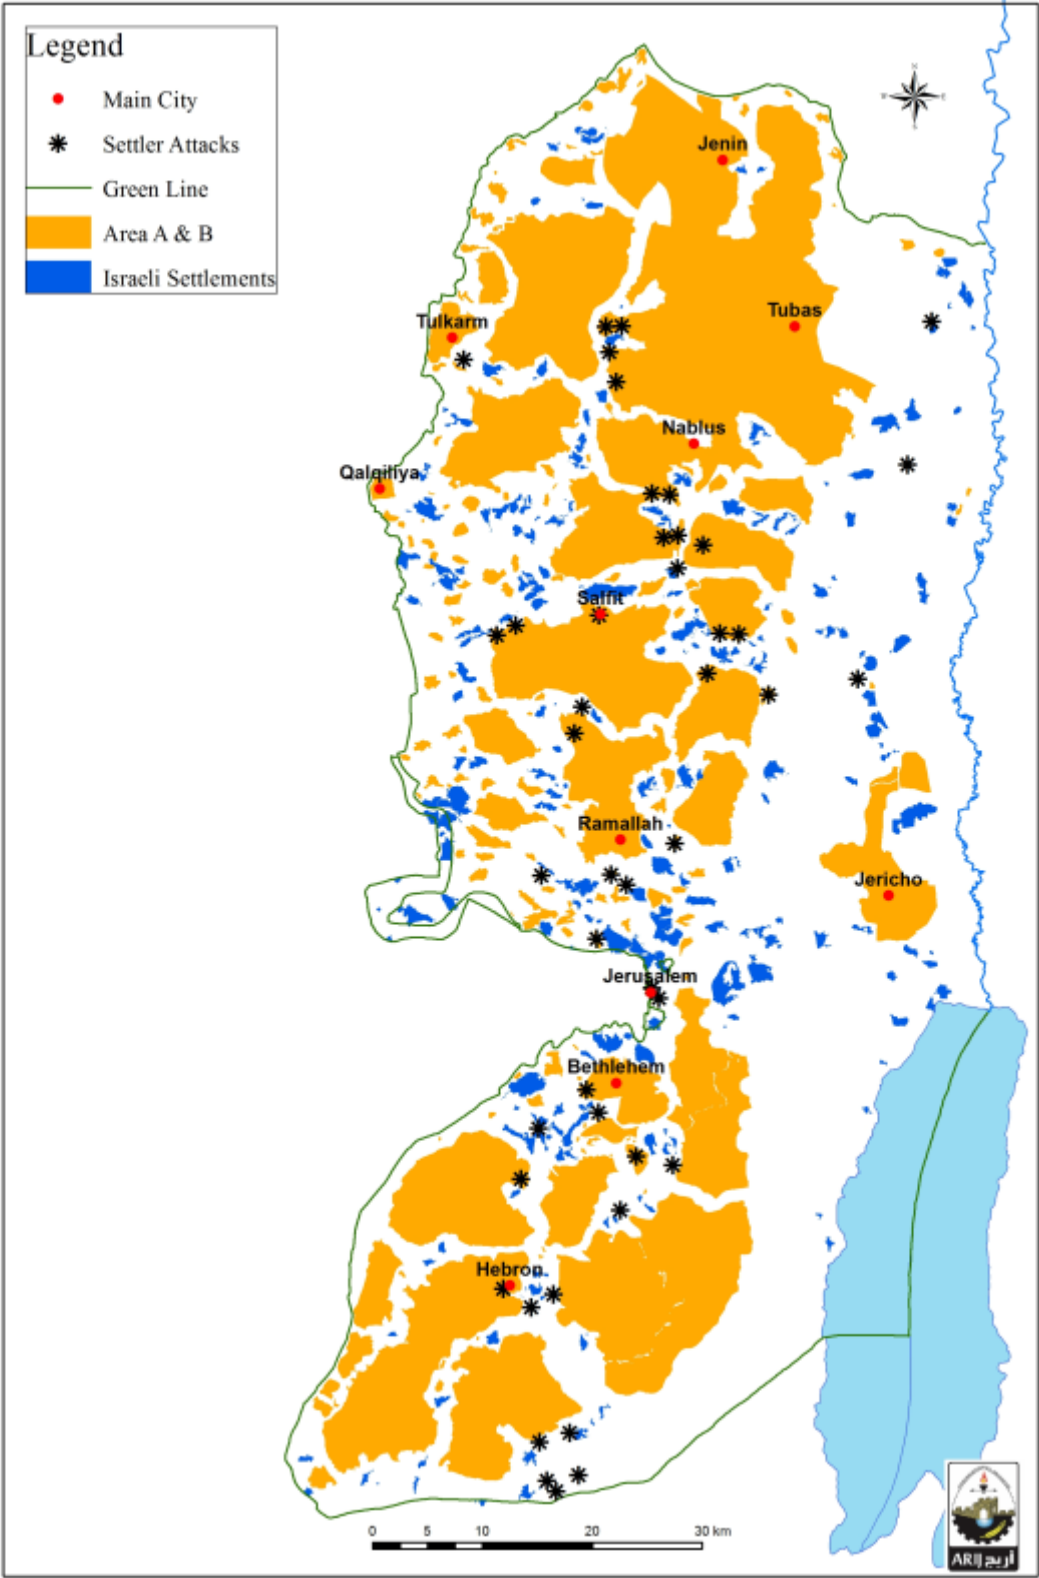 Legend
Main City
Settler Attacks
Green Line
Area A & B
Israeli Settlements
N
W
E
Jenin
Tubas
Tulkarm
Nablus
Qalqiliya
Salfit
Ramallah
Jericho
Jerusalem
Bethlehem
Hebron
0 5 10 20 30 km
ARIJ أريج